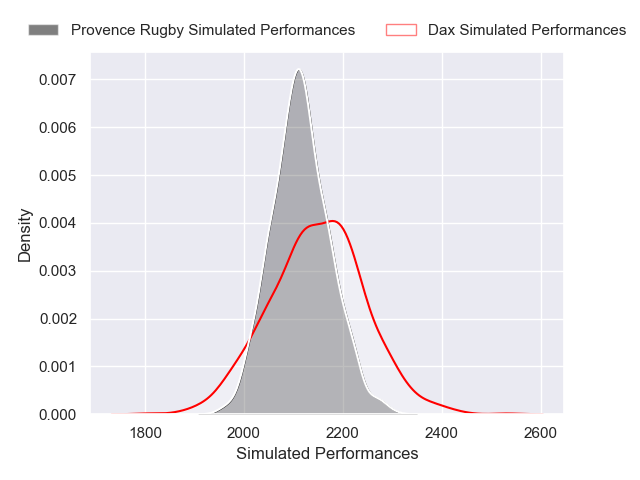 Provence Rugby Simulated Performances Dax Simulated Performances
0.007
0.006
0.005
0.004
0.003
0.002
0.001
0.000
Density
1800 2000 2200 2400 2600
Simulated Performances